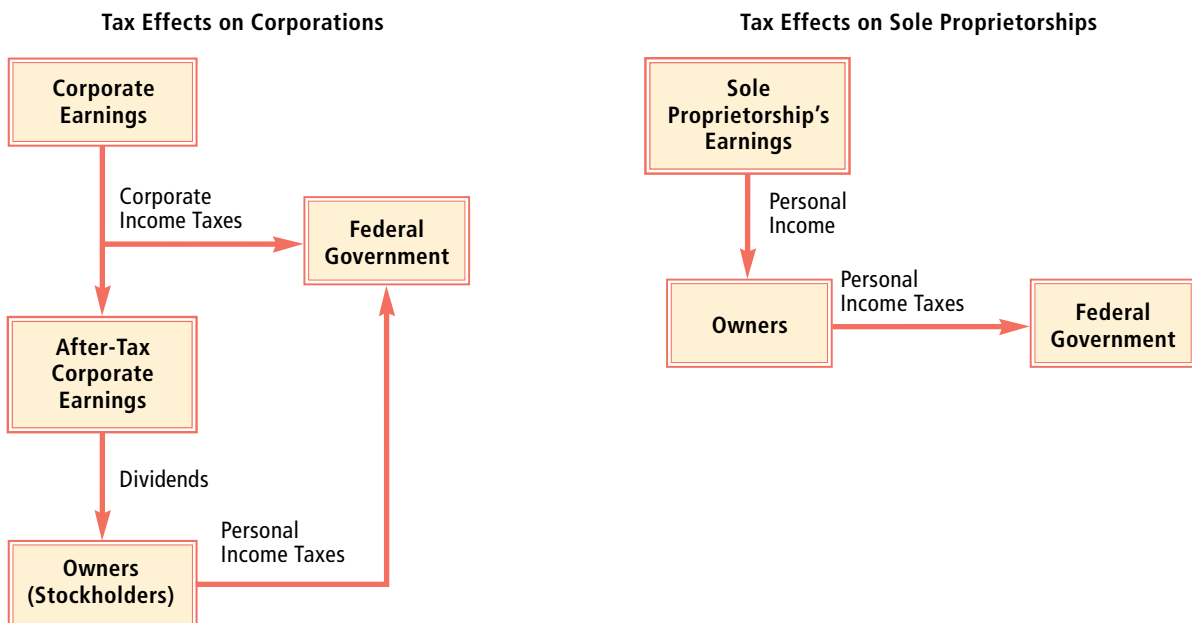 Tax Effects on Corporations
Corporate
Earnings
Corporate
Income Taxes
Federal
Government
After-Tax
Corporate
Earnings
Dividends
Personal
Income Taxes
Owners
(Stockholders)
Tax Effects on Sole Proprietorships
Sole
Proprietorship's
Earnings
Personal
Income
Owners
Personal
Income Taxes
Federal
Government